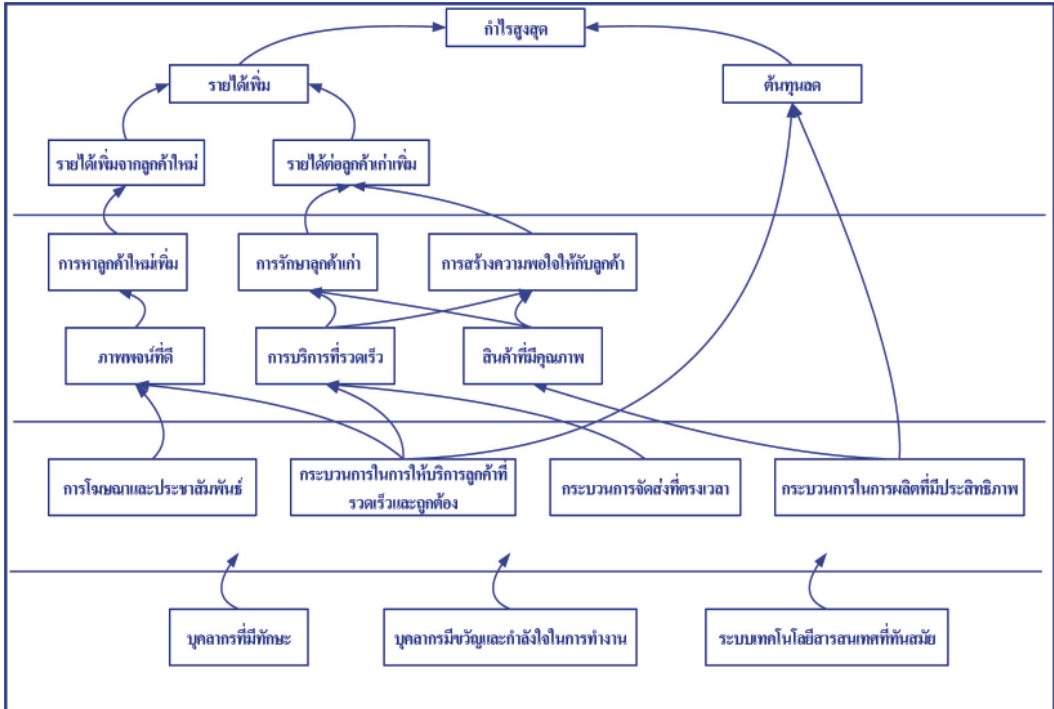 กำไรสูงสุด
รายได้เพิ่ม
ต้นทุนลด
รายได้เพิ่มจากลูกค้าใหม่
รายได้ต่อลูกค้าเก่าเพิ่ม
การหาลูกค้าใหม่เพิ่ม
การรักษาลูกค้าเก่า
การสร้างความพอใจให้กับลูกค้า
ภาพพจน์ที่ดี
การบริการที่รวดเร็ว
สินค้าที่มีคุณภาพ
การโฆษณาและประชาสัมพันธ์
กระบวนการในการให้บริการลูกค้าที่
รวดเร็วและถูกต้อง
กระบวนการจัดส่งที่ตรงเวลา
กระบวนการในการผลิตที่มีประสิทธิภาพ
บุคลากรที่มีทักษะ
บุคลากรมีขวัญและกำลังใจในการทำงาน
ระบบเทคโนโลยีสารสนเทศที่ทันสมัย